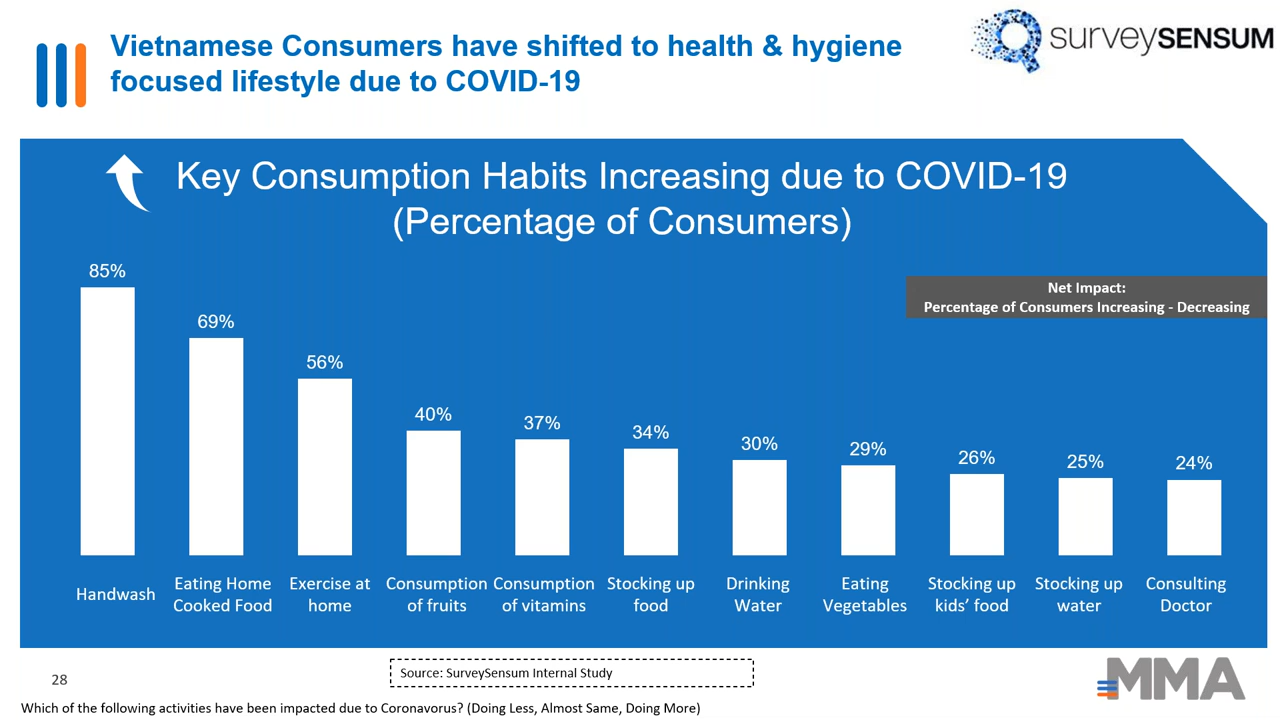 Vietnamese Consumers have shifted to health & hygiene
focused lifestyle due to COVID-19
surveySENSUM
Key Consumption Habits Increasing due to COVID-19
(Percentage of Consumers)
Net Impact:
Percentage of Consumers Increasing - Decreasing
85%
69%
56%
40%
37%
34%
30%
29%
26%
25%
24%
Handwash
Eating Home
Cooked Food
Exercise at
home
Consumption
of fruits
Consumption
of vitamins
Stocking up
food
Drinking
Water
Eating
Vegetables
Stocking up
kids’ food
Stocking up
water
Consulting
Doctor
28
Source: SurveySensum Internal Study
MMA
Which of the following activities have been impacted due to Coronavorus? (Doing Less, Almost Same, Doing More)